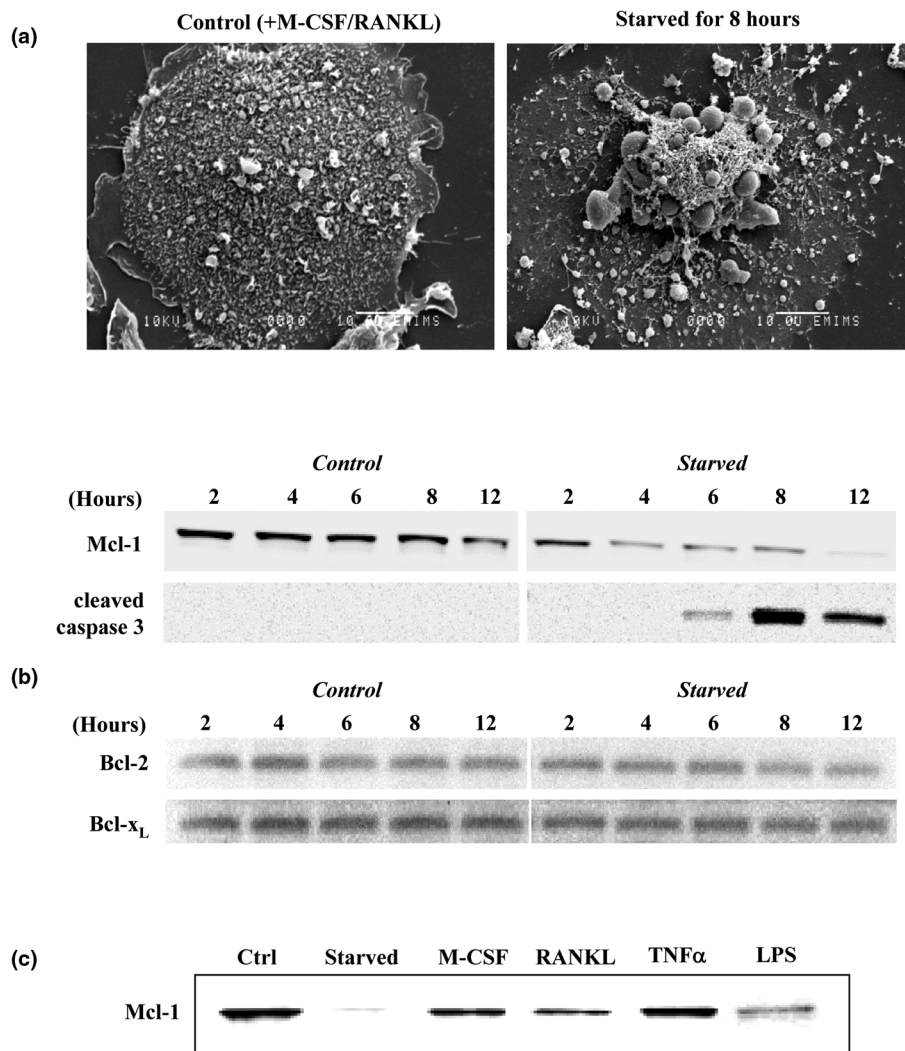 (a)
Control (+M-CSF/RANKL) Starved for 8 hours
10KV 0000 10.0U EMIMS 10KV 0000 10.0U EMIMS
Control Starved
(Hours) 2 4 6 8 12 2 4 6 8 12
Mcl-1
cleaved
caspase 3
(b)
Control Starved
(Hours) 2 4 6 8 12 2 4 6 8 12
Bcl-2
Bcl-xL
(c)
Ctrl Starved M-CSF RANKL TNFα LPS
Mcl-1